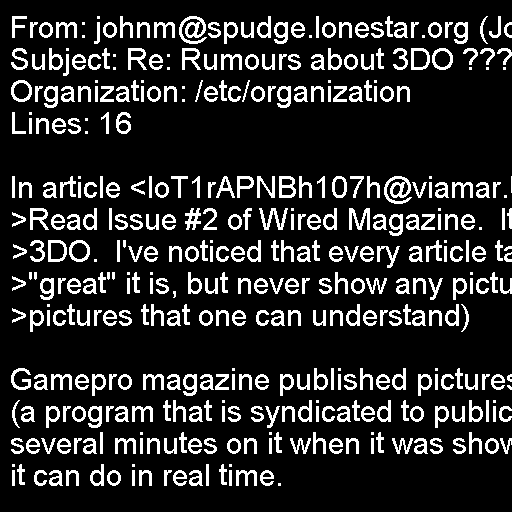 From: johnm@spudge.lonestar.org (Jo
Subject: Re: Rumours about 3DO ???
Organization: /etc/organization
Lines: 16

In article <IoT1rAPNBh107h@viamar.
>Read Issue #2 of Wired Magazine.  It
>3DO.  I've noticed that every article ta
>"great" it is, but never show any pictu
>pictures that one can understand)

Gamepro magazine published pictures
(a program that is syndicated to public
several minutes on it when it was show
it can do in real time.